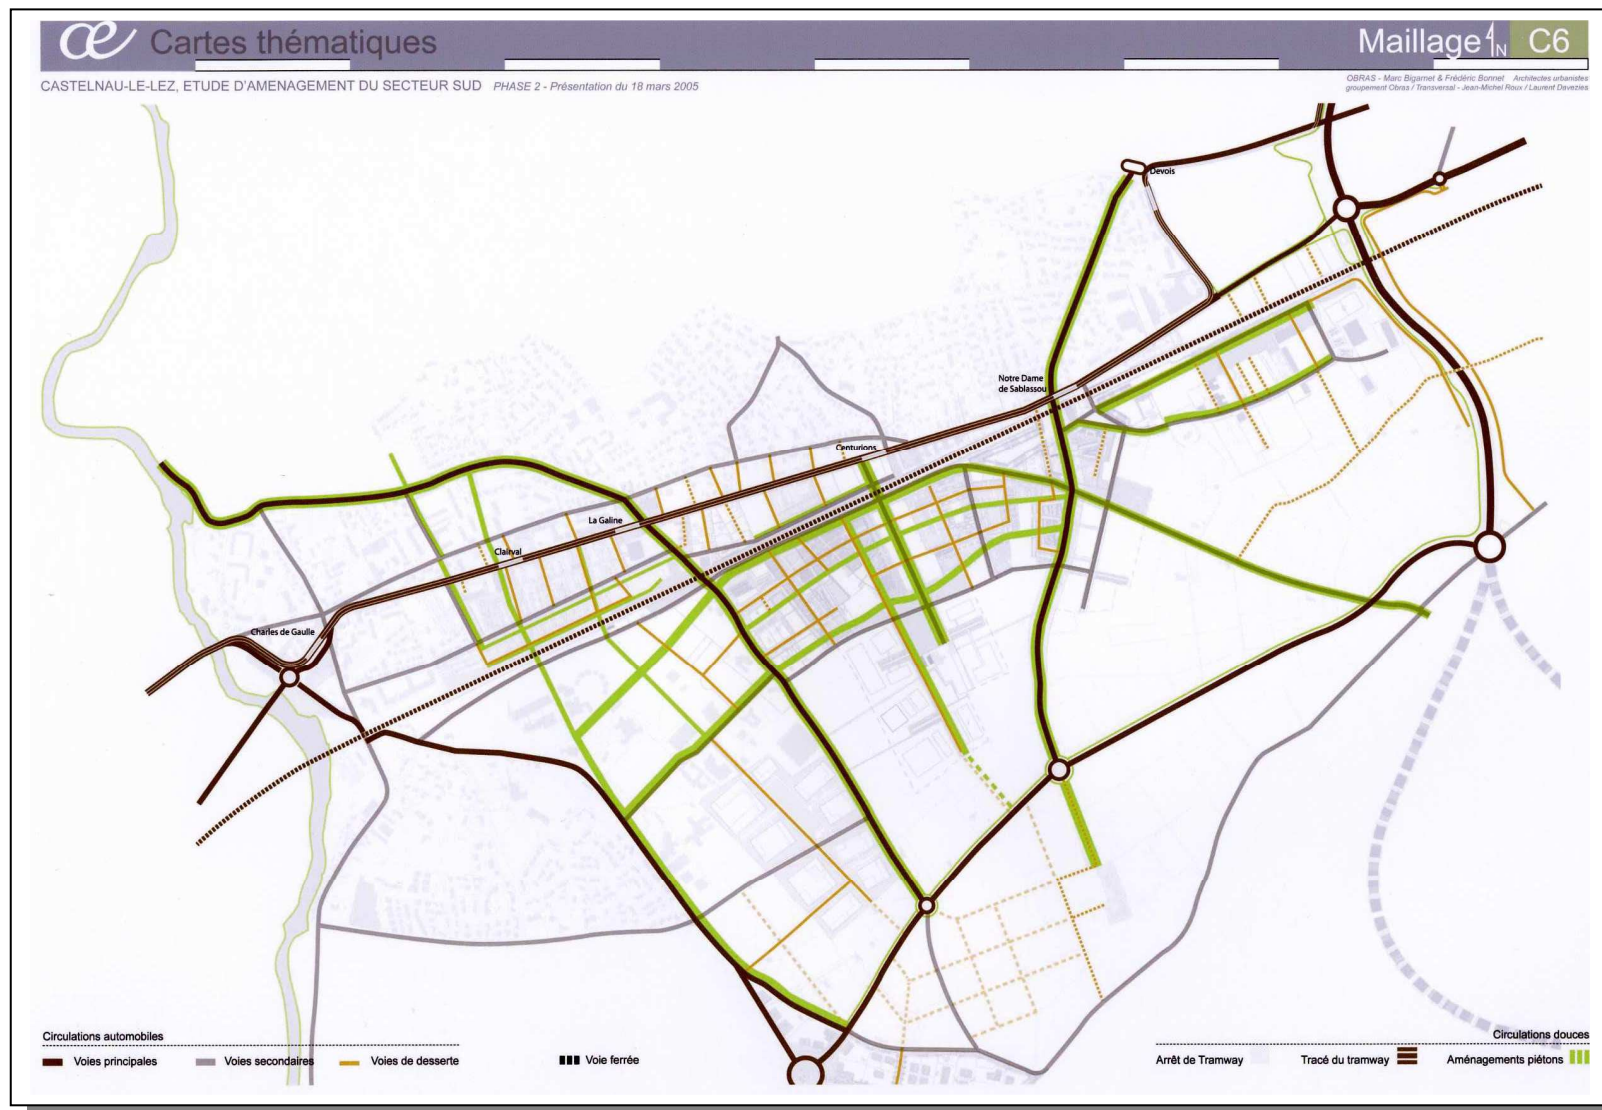 œ Cartes thématiques
Maillage N C6
CASTELNAU-LE-LEZ, ETUDE D'AMENAGEMENT DU SECTEUR SUD PHASE 2 - Présentation du 18 mars 2005
OBRAS - Marc Bigarnet & Frédéric Bonnet Architectes urbanistes
groupement Obras / Transversal - Jean-Michel Roux / Laurent Davezies
Devois
Notre Dame
de Sablassou
Centurions
La Galine
Clairval
Charles de Gaulle
Circulations automobiles
Voies principales
Voies secondaires
Voies de desserte
Voie ferrée
Circulations douces
Arrêt de Tramway
Tracé du tramway
Aménagements piétons